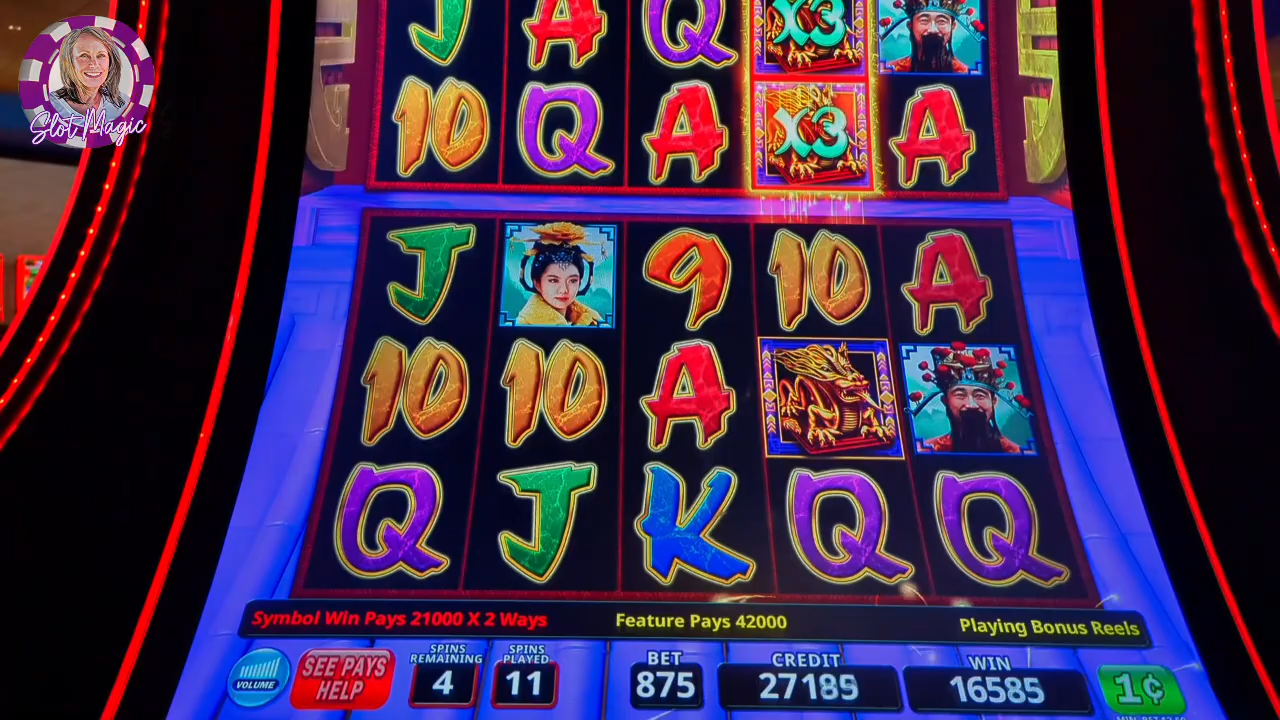 J A Q X3
10 Q A X3 A
Slot Magic
J 9 10 A
10 10 A
Q J K Q Q
Symbol Win Pays 21000 X 2 Ways Feature Pays 42000 Playing Bonus Reels
VOLUME
SEE PAYS
HELP
SPINS
REMAINING
4
SPINS
PLAYED
11
BET
875
CREDIT
27189
WIN
16585
1¢